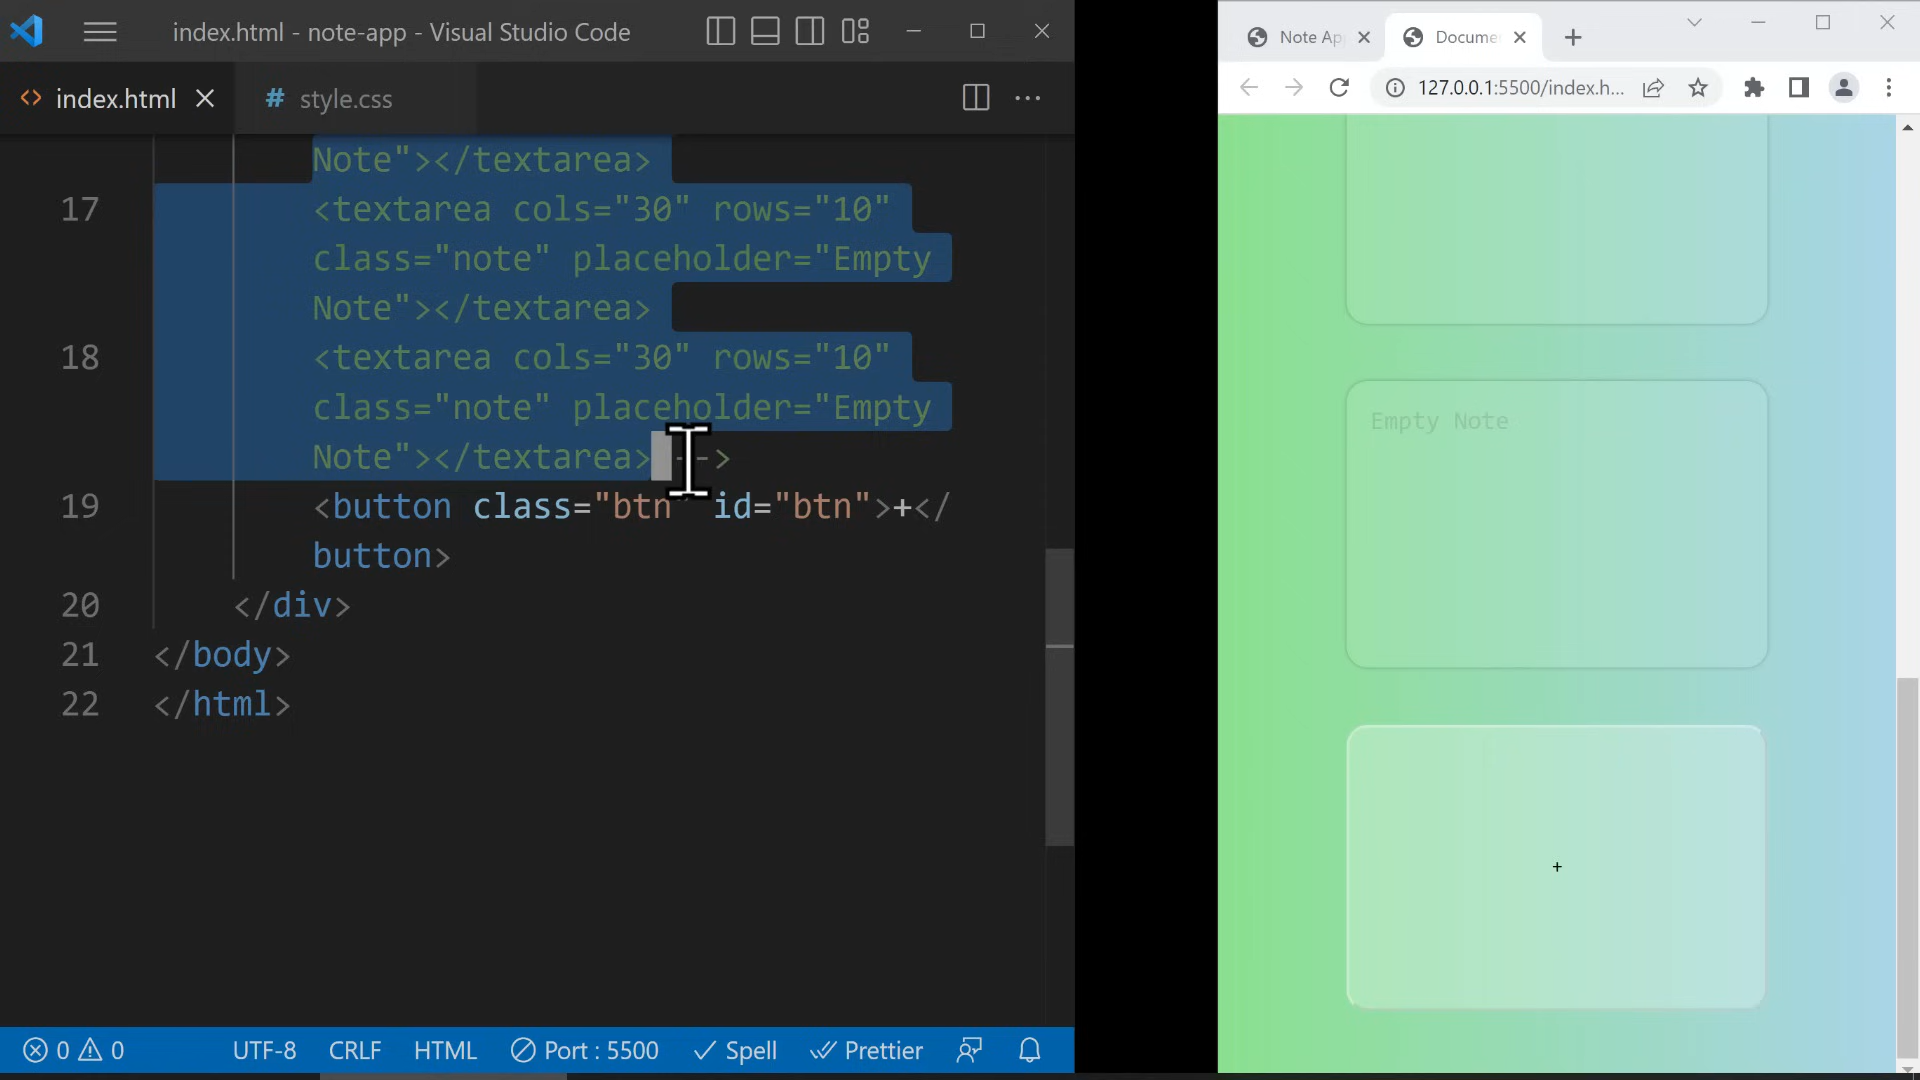 index.html - note-app - Visual Studio Code
index.html
# style.css
Note"></textarea>
17 <textarea cols="30" rows="10"
class="note" placeholder="Empty
Note"></textarea>
18 <textarea cols="30" rows="10"
class="note" placeholder="Empty
Note"></textarea> -->
19 <button class="btn" id="btn">+</
button>
20 </div>
21 </body>
22 </html>
0 0 UTF-8 CRLF HTML Port : 5500 Spell Prettier
Note Ap Docume
127.0.0.1:5500/index.h...
Empty Note
+